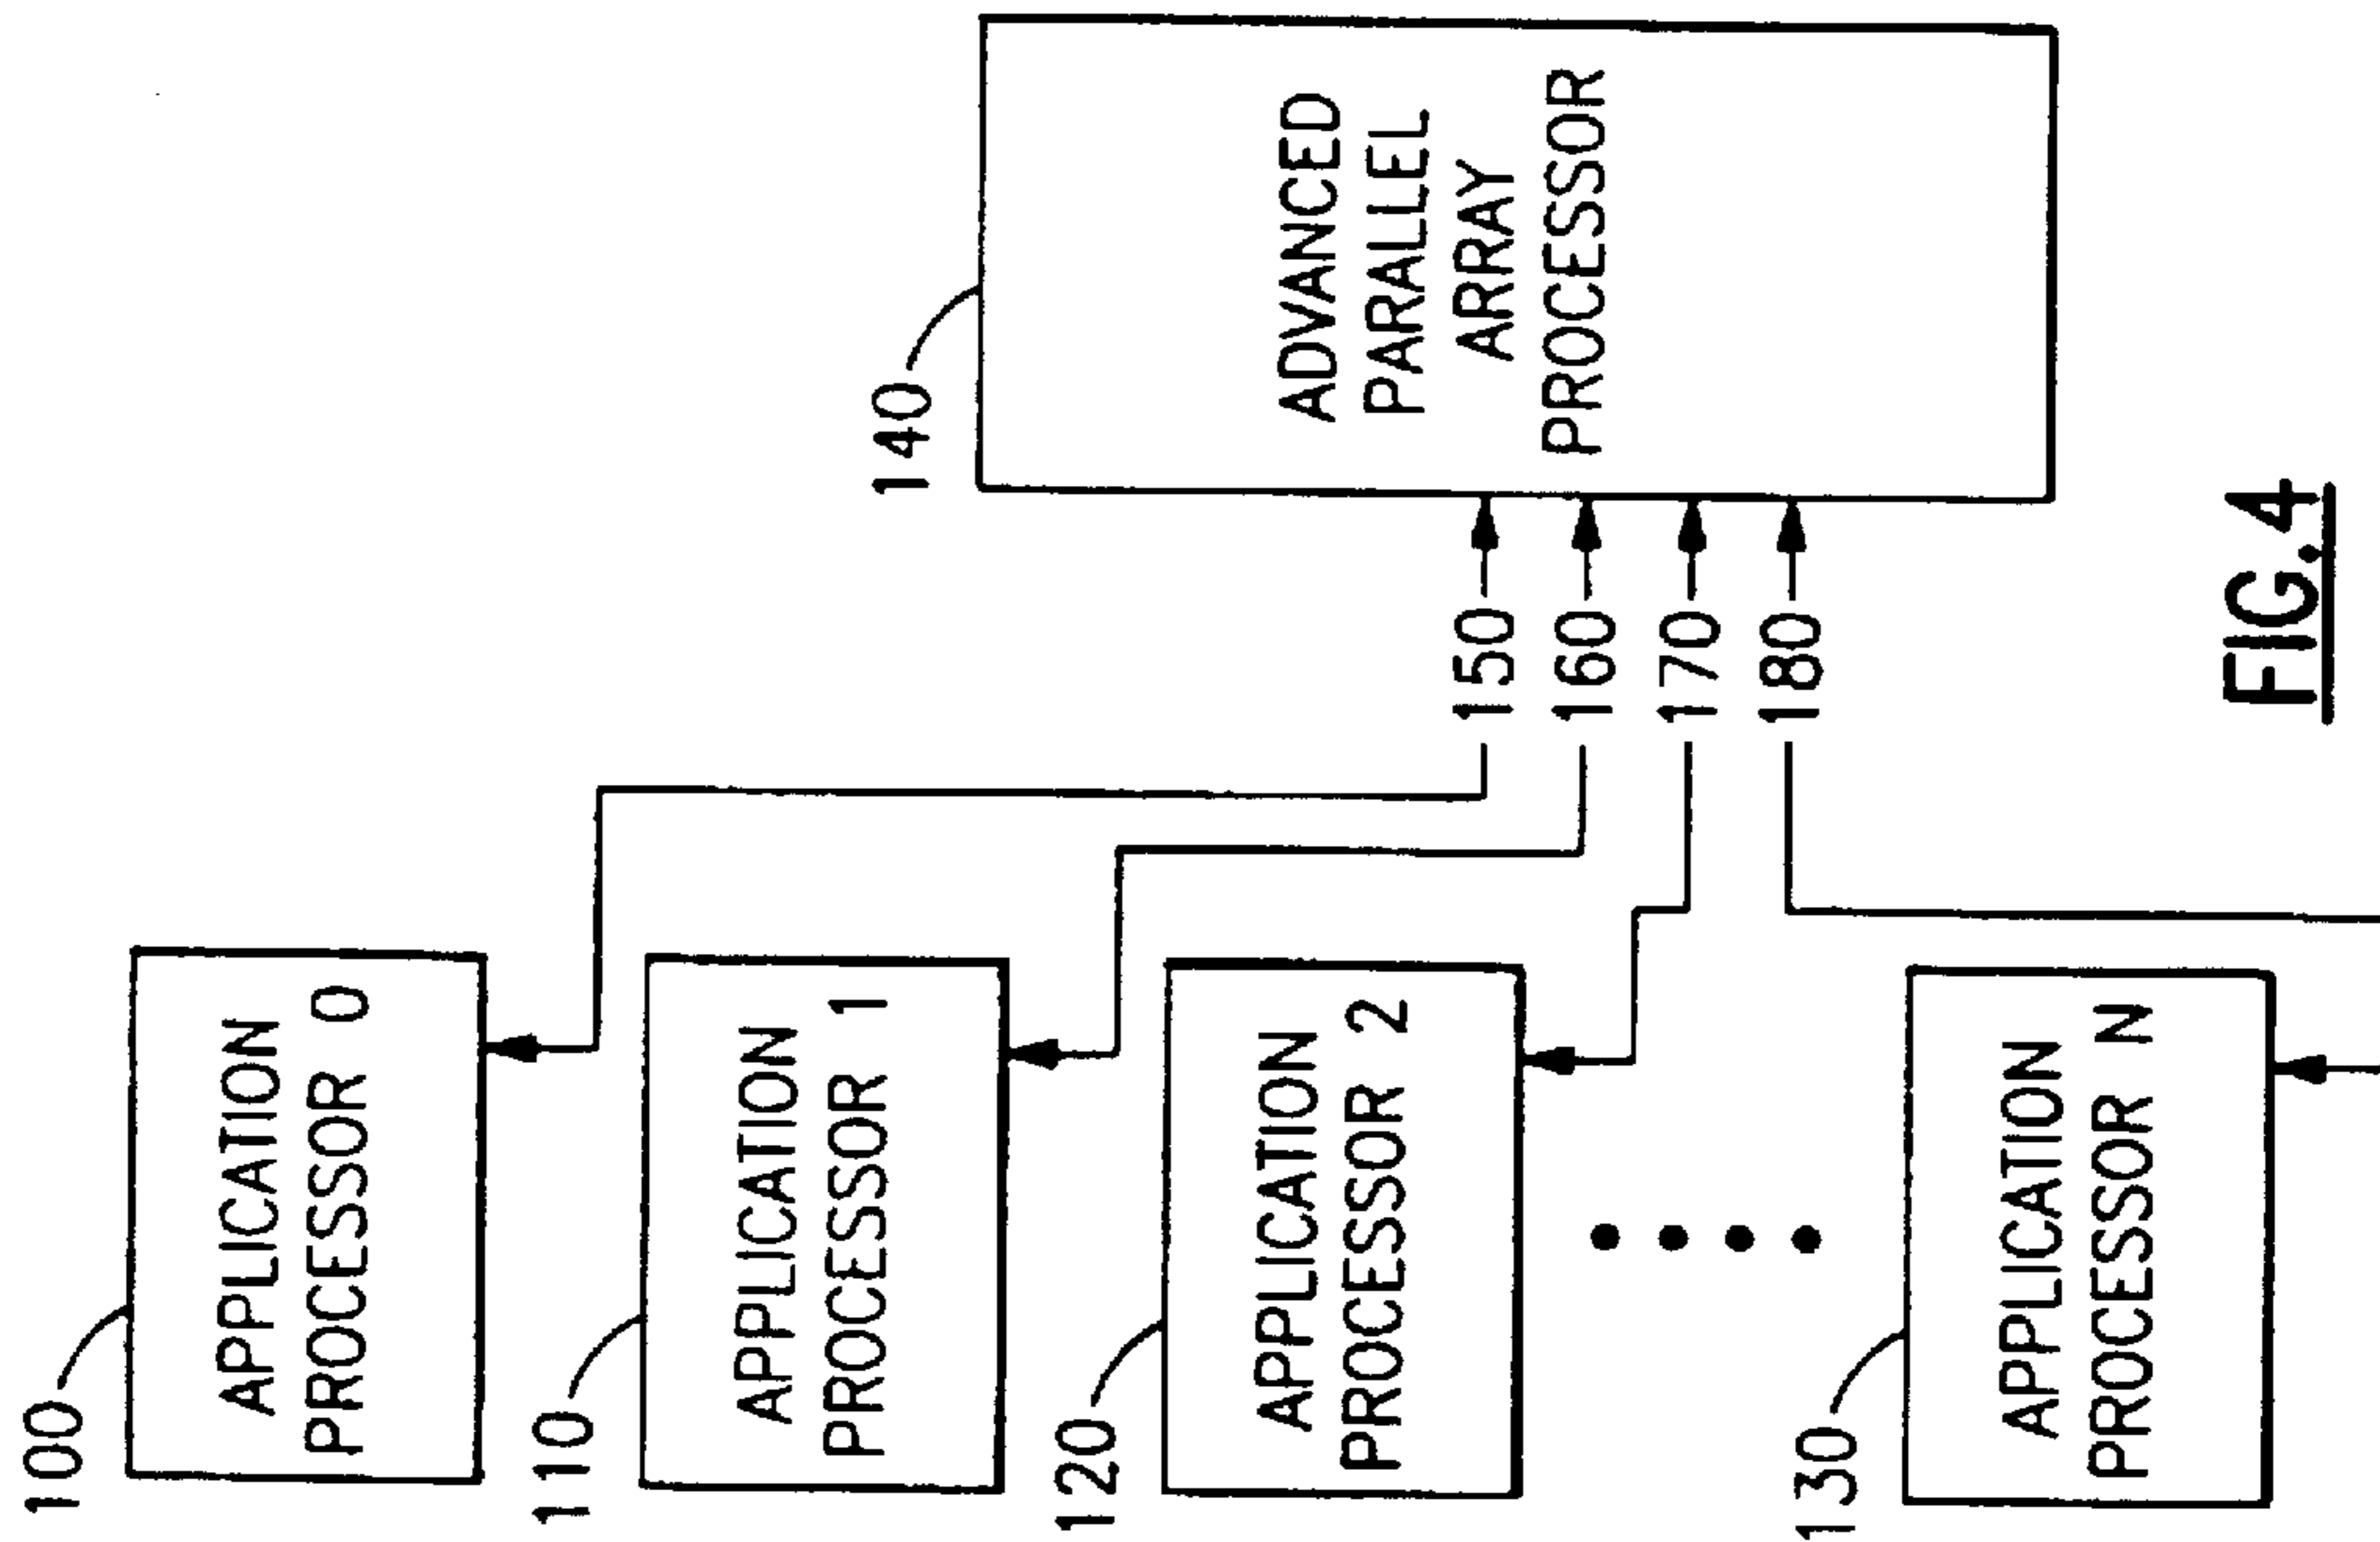 100
APPLICATION
PROCESSOR 0
110
APPLICATION
PROCESSOR 1
120
APPLICATION
PROCESSOR 2
130
APPLICATION
PROCESSOR N
150
160
170
180
140
ADVANCED
PARALLEL
ARRAY
PROCESSOR
FIG.4